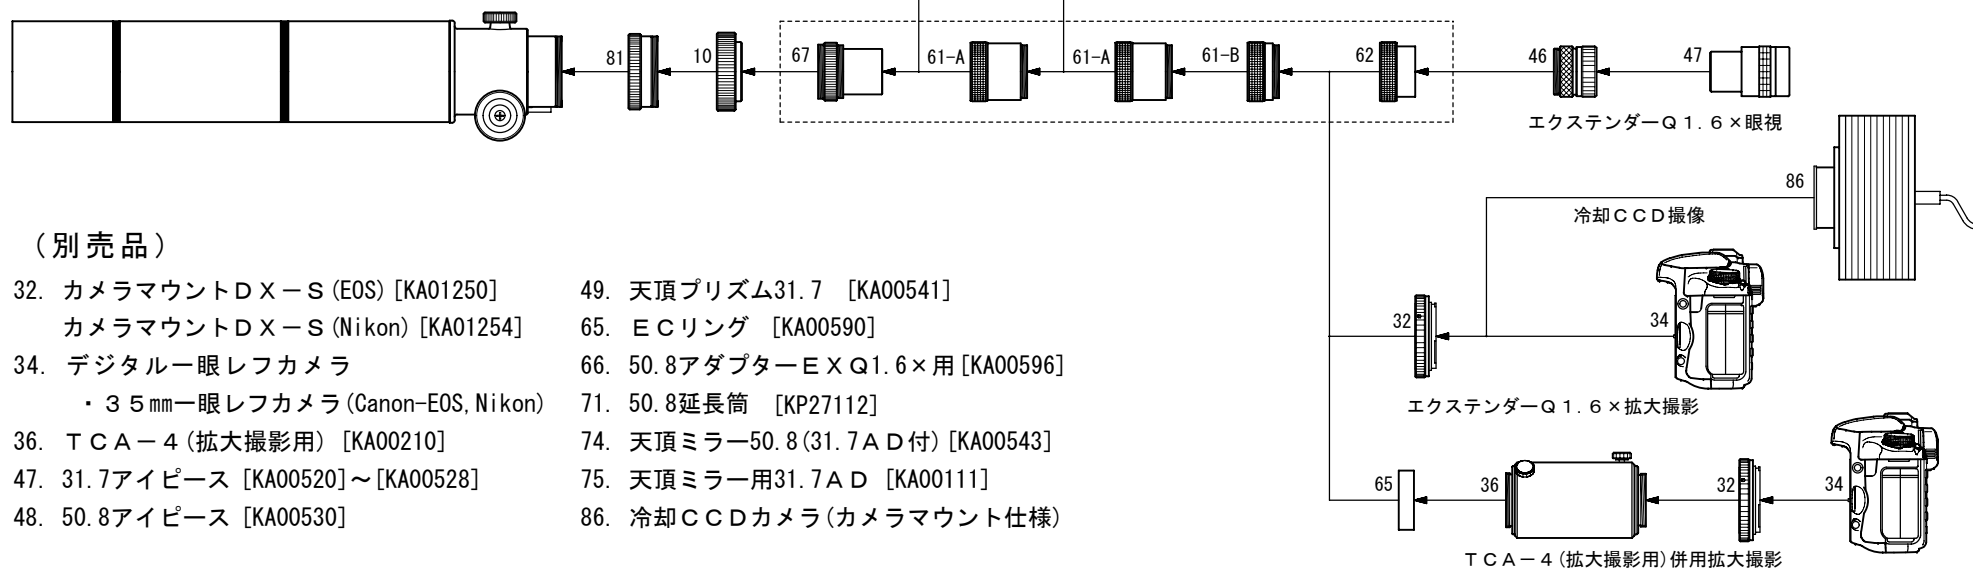 81
10
67
61-A
61-A
61-B
62
46
47
エクステンダーQ1.6×眼視
86
冷却CCD撮像
(別売品)
32. カメラマウントDX-S(EOS)[KA01250]
カメラマウントDX-S(Nikon)[KA01254]
34. デジタル一眼レフカメラ
・35mm一眼レフカメラ(Canon-EOS,Nikon)
36. TCA-4(拡大撮影用) [KA00210]
47. 31.7アイピース [KA00520]~[KA00528]
48. 50.8アイピース [KA00530]
49. 天頂プリズム31.7 [KA00541]
65. ECリング [KA00590]
66. 50.8アダプターEXQ1.6×用[KA00596]
71. 50.8延長筒 [KP27112]
74. 天頂ミラー50.8(31.7AD付)[KA00543]
75. 天頂ミラー用31.7AD [KA00111]
86. 冷却CCDカメラ(カメラマウント仕様)
32
34
エクステンダーQ1.6×拡大撮影
65
36
32
34
TCA-4(拡大撮影用)併用拡大撮影